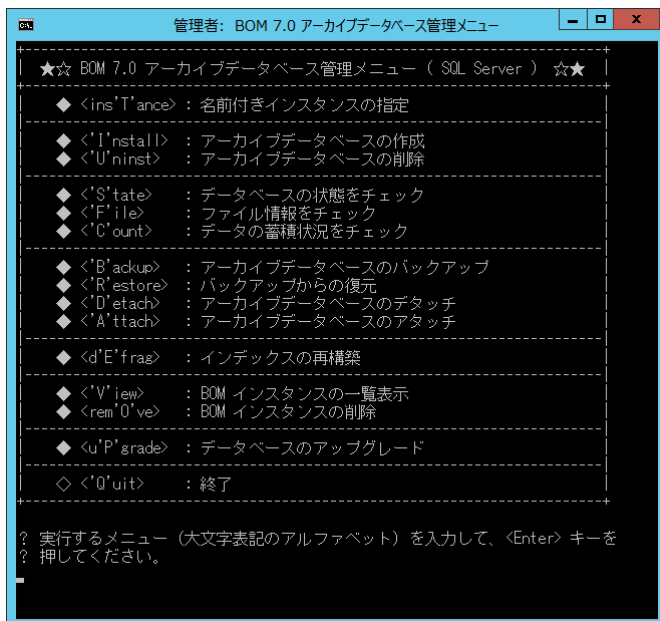 管理者: BOM 7.0 アーカイブデータベース管理メニュー
★☆ BOM 7.0 アーカイブデータベース管理メニュー ( SQL Server ) ☆★
◆ <ins'T'ance> : 名前付きインスタンスの指定
◆ <'I'nstall> : アーカイブデータベースの作成
◆ <'U'ninst> : アーカイブデータベースの削除
◆ <'S'tate> : データベースの状態をチェック
◆ <'F'ile> : ファイル情報をチェック
◆ <'C'ount> : データの蓄積状況をチェック
◆ <'B'ackup> : アーカイブデータベースのバックアップ
◆ <'R'estore> : バックアップからの復元
◆ <'D'etach> : アーカイブデータベースのデタッチ
◆ <'A'ttach> : アーカイブデータベースのアタッチ
◆ <d'E'frag> : インデックスの再構築
◆ <'V'iew> : BOM インスタンスの一覧表示
◆ <rem'O've> : BOM インスタンスの削除
◆ <u'P'grade> : データベースのアップグレード
◇ <'Q'uit> : 終了
? 実行するメニュー（大文字表記のアルファベット）を入力して、<Enter> キーを
? 押してください。